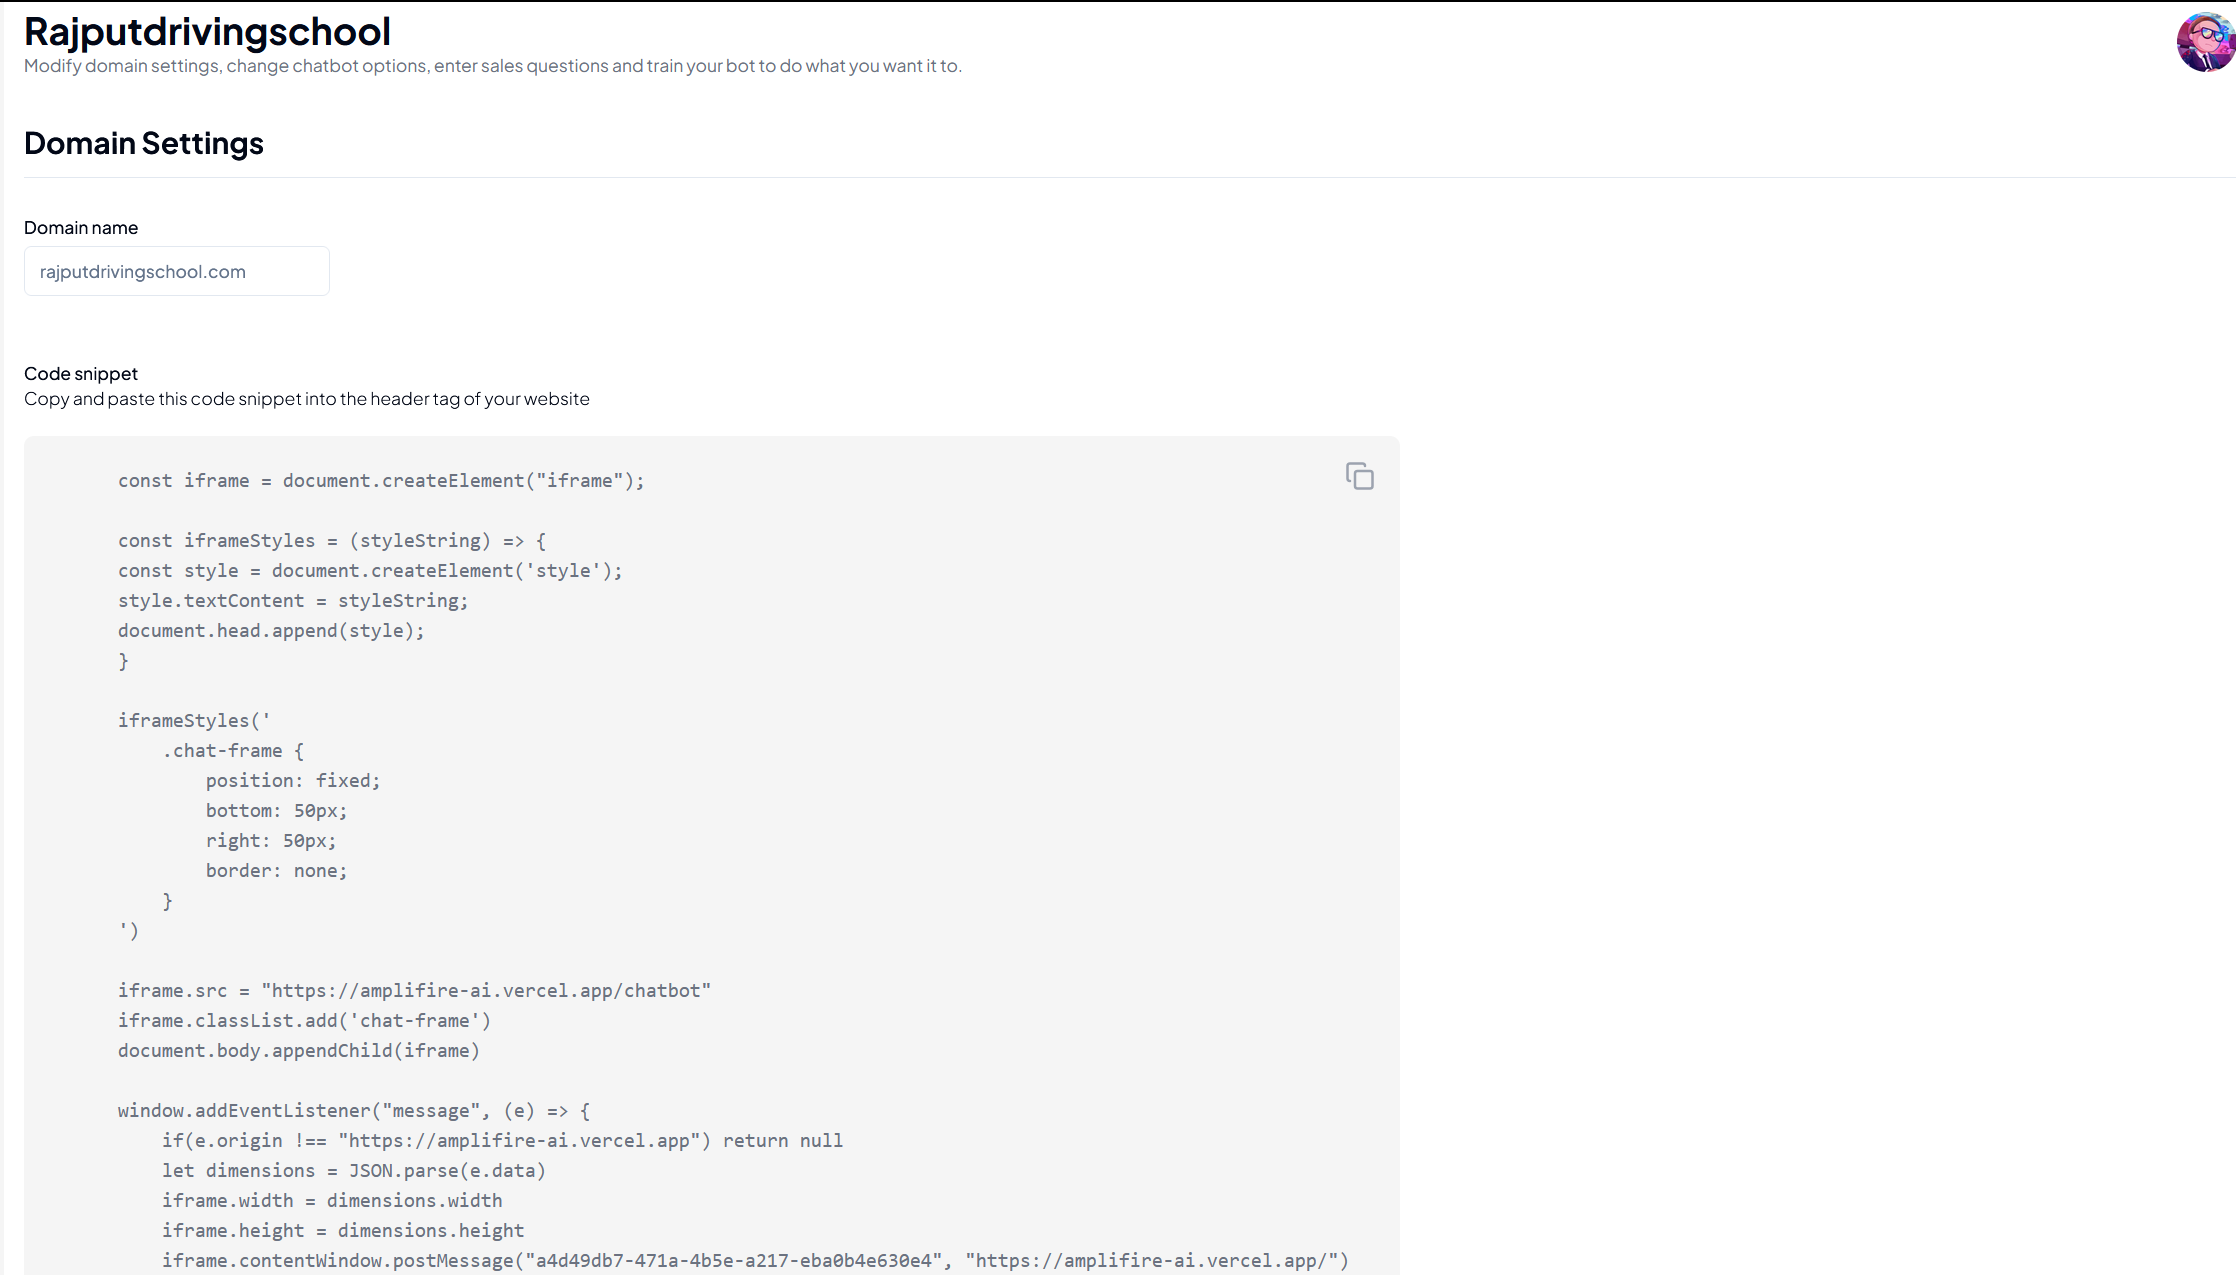 Rajputdrivingschool
Modify domain settings, change chatbot options, enter sales questions and train your bot to do what you want it to.
Domain Settings
Domain name
rajputdrivingschool.com
Code snippet
Copy and paste this code snippet into the header tag of your website
const iframe = document.createElement("iframe");
const iframeStyles = (styleString) => {
const style = document.createElement('style');
style.textContent = styleString;
document.head.append(style);
}
iframeStyles('
.chat-frame {
position: fixed;
bottom: 50px;
right: 50px;
border: none;
}
')
iframe.src = "https://amplifire-ai.vercel.app/chatbot"
iframe.classList.add('chat-frame')
document.body.appendChild(iframe)
window.addEventListener("message", (e) => {
if(e.origin !== "https://amplifire-ai.vercel.app") return null
let dimensions = JSON.parse(e.data)
iframe.width = dimensions.width
iframe.height = dimensions.height
iframe.contentWindow.postMessage("a4d49db7-471a-4b5e-a217-eba0b4e630e4", "https://amplifire-ai.vercel.app/")